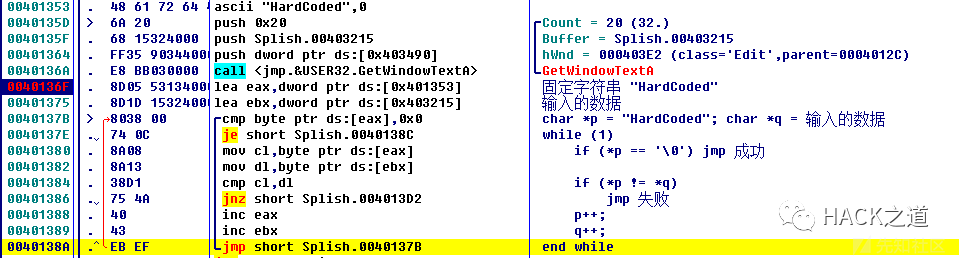 00401353 . 48 61 72 64 ascii "HardCoded",0
0040135D > 6A 20 push 0x20 Count = 20 (32.)
0040135F . 68 15324000 push Splish.00403215 Buffer = Splish.00403215
00401364 . FF35 90344000 push dword ptr ds:[0x403490] hWnd = 000403E2 (class='Edit',parent=0004012C)
0040136A . E8 BB030000 call <jmp.&USER32.GetWindowTextA> GetWindowTextA
0040136F . 8D05 53134000 lea eax,dword ptr ds:[0x401353] 固定字符串 "HardCoded"
00401375 . 8D1D 15324000 lea ebx,dword ptr ds:[0x403215] 输入的数据
0040137B > 8038 00 cmp byte ptr ds:[eax],0x0 char *p = "HardCoded"; char *q = 输入的数据
0040137E . 74 0C je short Splish.0040138C while (1)
00401380 . 8A08 mov cl,byte ptr ds:[eax] if (*p == '\0') jmp 成功
00401382 . 8A13 mov dl,byte ptr ds:[ebx]
00401384 . 38D1 cmp cl,dl if (*p != *q)
00401386 . 75 4A jnz short Splish.004013D2 jmp 失败
00401388 . 40 inc eax p++;
00401389 . 43 inc ebx q++;
0040138A . EB EF jmp short Splish.0040137B end while
HACK之道